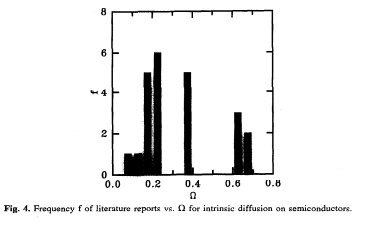 8
6
4
2
0
f
0.0 0.2 0.4 0.6 0.8
Ω
Fig. 4. Frequency f of literature reports vs. Ω for intrinsic diffusion on semiconductors.